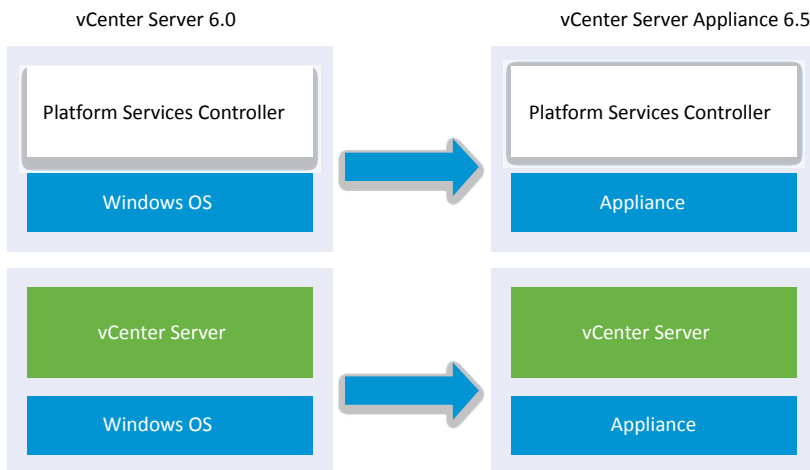 vCenter Server 6.0
vCenter Server Appliance 6.5
Platform Services Controller
Platform Services Controller
Windows OS
Appliance
vCenter Server
vCenter Server
Windows OS
Appliance